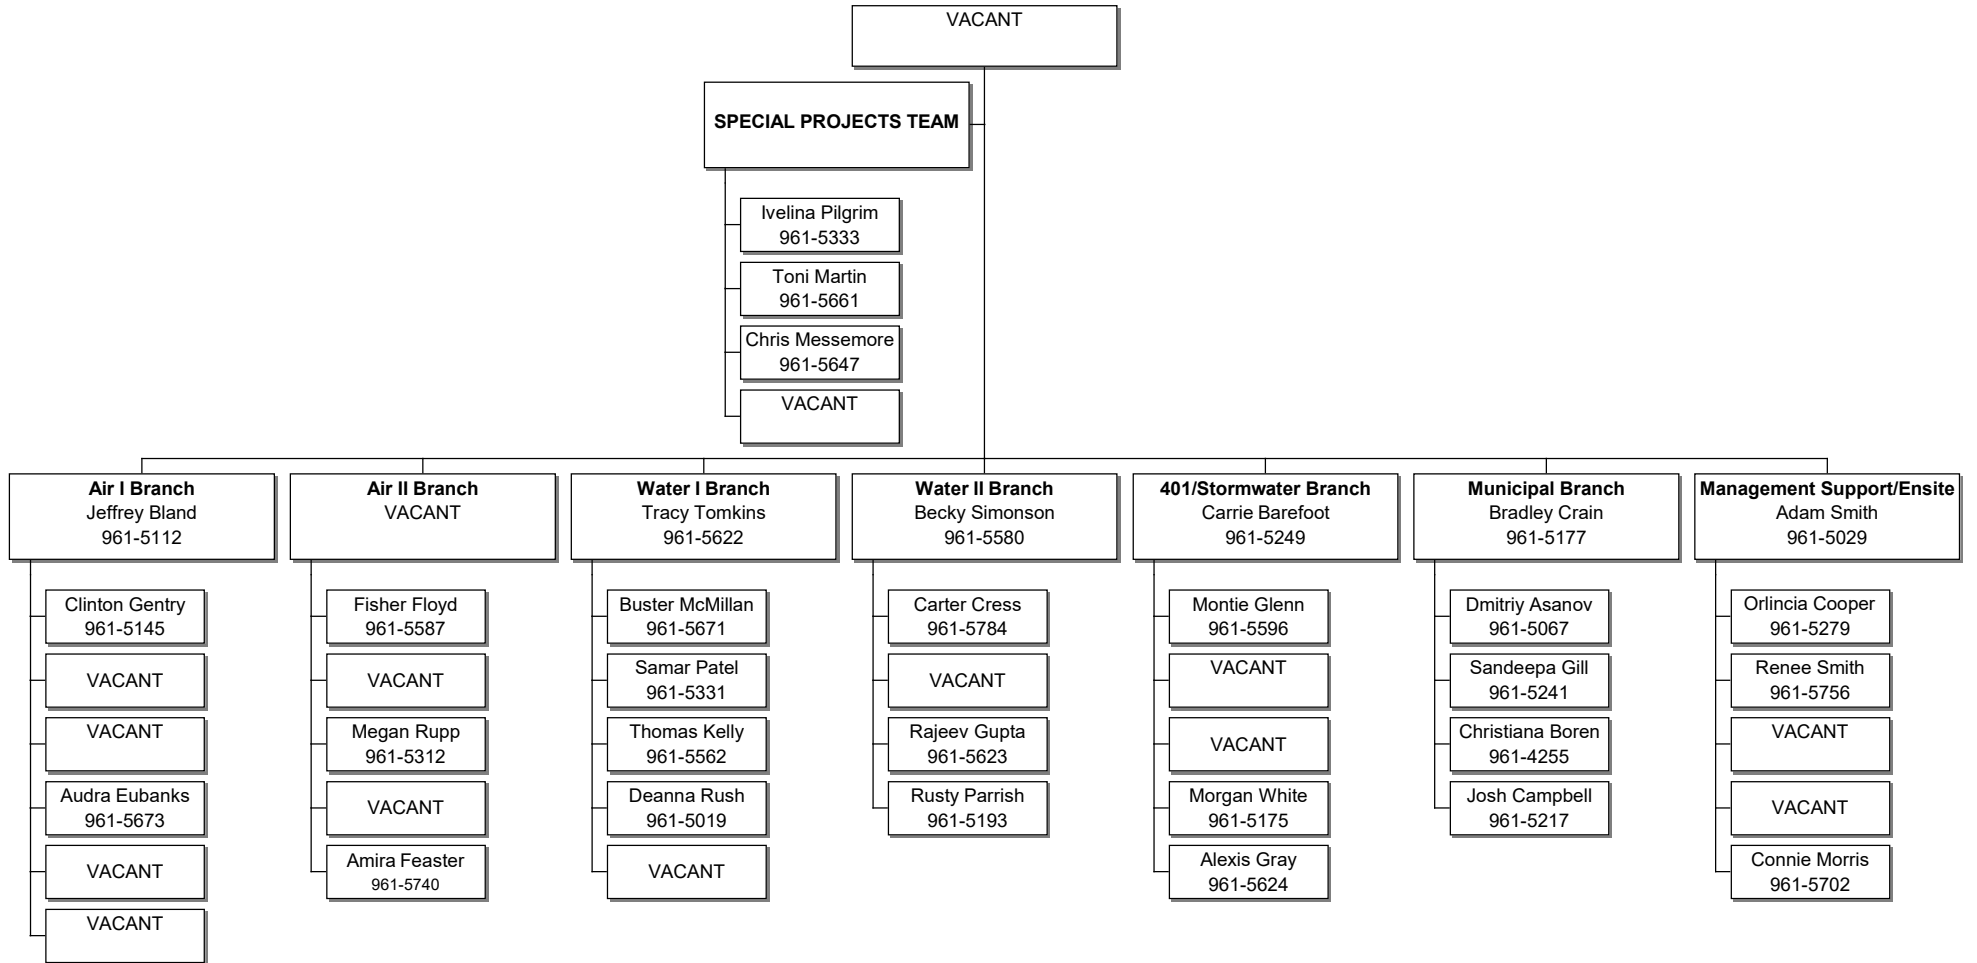 VACANT
SPECIAL PROJECTS TEAM
Ivelina Pilgrim
961-5333
Toni Martin
961-5661
Chris Messemore
961-5647
VACANT
Air I Branch
Jeffrey Bland
961-5112
Clinton Gentry
961-5145
VACANT
VACANT
Audra Eubanks
961-5673
VACANT
VACANT
Air II Branch
VACANT
Fisher Floyd
961-5587
VACANT
Megan Rupp
961-5312
VACANT
Amira Feaster
961-5740
Water I Branch
Tracy Tomkins
961-5622
Buster McMillan
961-5671
Samar Patel
961-5331
Thomas Kelly
961-5562
Deanna Rush
961-5019
VACANT
Water II Branch
Becky Simonson
961-5580
Carter Cress
961-5784
VACANT
Rajeev Gupta
961-5623
Rusty Parrish
961-5193
401/Stormwater Branch
Carrie Barefoot
961-5249
Montie Glenn
961-5596
VACANT
VACANT
Morgan White
961-5175
Alexis Gray
961-5624
Municipal Branch
Bradley Crain
961-5177
Dmitriy Asanov
961-5067
Sandeepa Gill
961-5241
Christiana Boren
961-4255
Josh Campbell
961-5217
Management Support/Ensite
Adam Smith
961-5029
Orlincia Cooper
961-5279
Renee Smith
961-5756
VACANT
VACANT
Connie Morris
961-5702